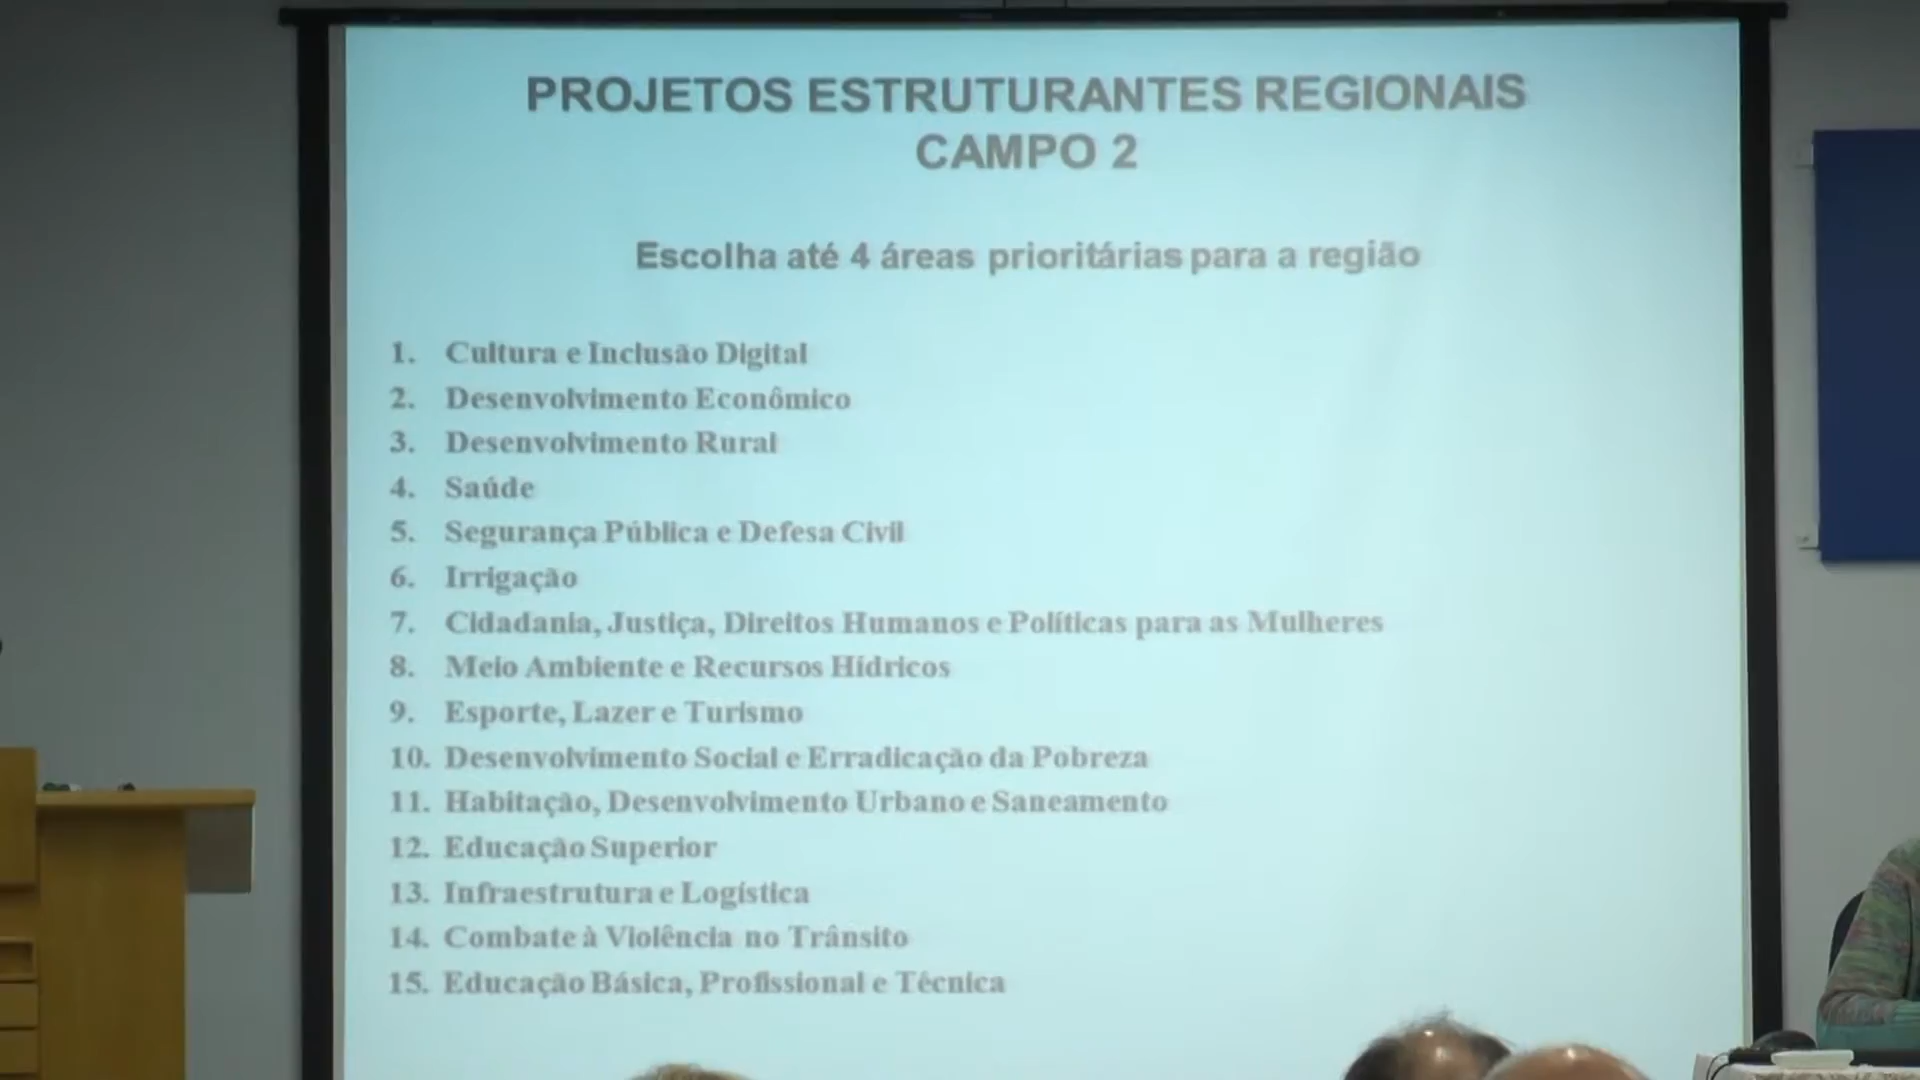 PROJETOS ESTRUTURANTES REGIONAIS
CAMPO 2
Escolha até 4 áreas prioritárias para a região
1. Cultura e Inclusão Digital
2. Desenvolvimento Econômico
3. Desenvolvimento Rural
4. Saúde
5. Segurança Pública e Defesa Civil
6. Irrigação
7. Cidadania, Justiça, Direitos Humanos e Políticas para as Mulheres
8. Meio Ambiente e Recursos Hídricos
9. Esporte, Lazer e Turismo
10. Desenvolvimento Social e Erradicação da Pobreza
11. Habitação, Desenvolvimento Urbano e Saneamento
12. Educação Superior
13. Infraestrutura e Logística
14. Combate à Violência no Trânsito
15. Educação Básica, Profissional e Técnica